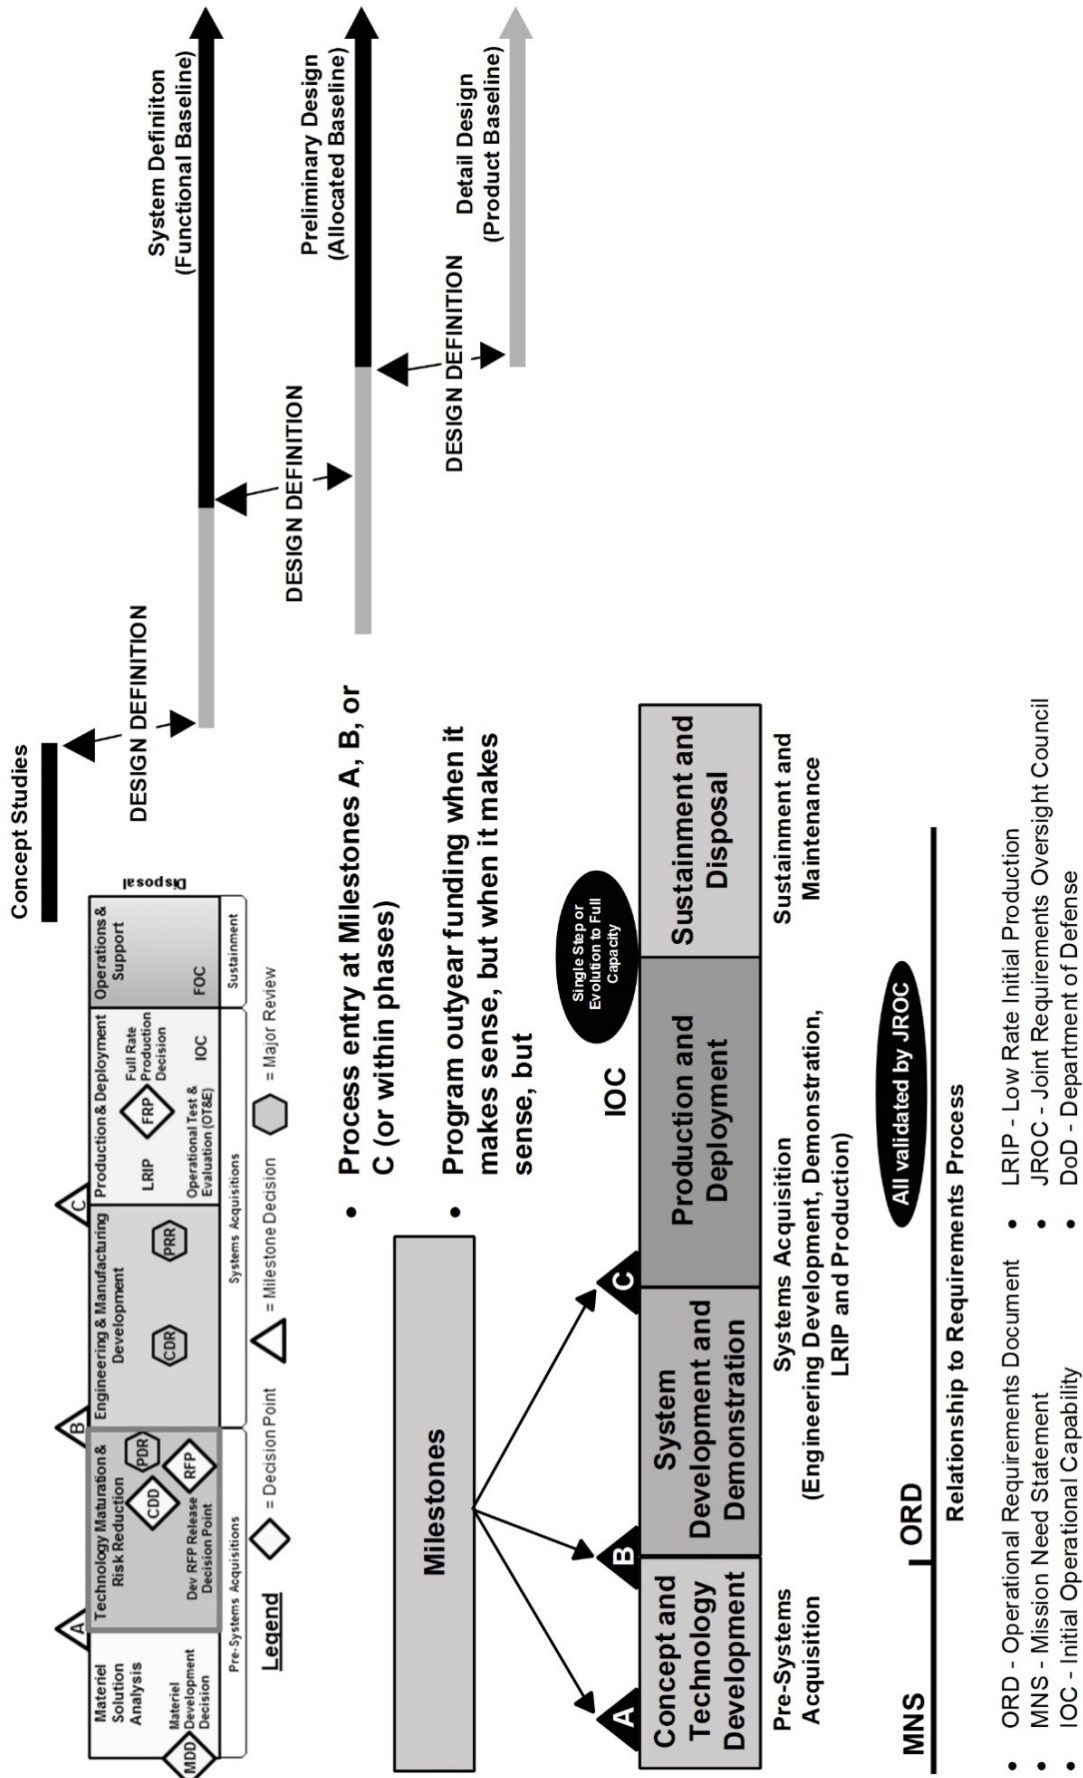 Materiel
Solution
Analysis
Materiel
Development
Decision
MDD
A
Technology Maturation &
Risk Reduction
CDD
PDR
RFP
Dev RFP Release
Decision Point
B
Engineering & Manufacturing
Development
CDR
PRR
C
Production & Deployment
LRIP
FRP
Full Rate
Production
Decision
Operational Test &
Evaluation (OT&E)
IOC
Operations &
Support
FOC
Disposal
Pre-Systems Acquisitions
Systems Acquisitions
Sustainment
Legend
= Decision Point
= Milestone Decision
= Major Review
Concept Studies
DESIGN DEFINITION
System Definiiton
(Functional Baseline)
DESIGN DEFINITION
Preliminary Design
(Allocated Baseline)
DESIGN DEFINITION
Detail Design
(Product Baseline)
Milestones
• Process entry at Milestones A, B, or
C (or within phases)
• Program outyear funding when it
makes sense, but when it makes
sense, but
A
B
C
IOC
Single Step or
Evolution to Full
Capacity
Concept and
Technology
Development
System
Development and
Demonstration
Production and
Deployment
Sustainment and
Disposal
Pre-Systems
Acquisition
Systems Acquisition
(Engineering Development, Demonstration,
LRIP and Production)
Sustainment and
Maintenance
MNS
ORD
All validated by JROC
Relationship to Requirements Process
• ORD - Operational Requirements Document
• MNS - Mission Need Statement
• IOC - Initial Operational Capability
• LRIP - Low Rate Initial Production
• JROC - Joint Requirements Oversight Council
• DoD - Department of Defense